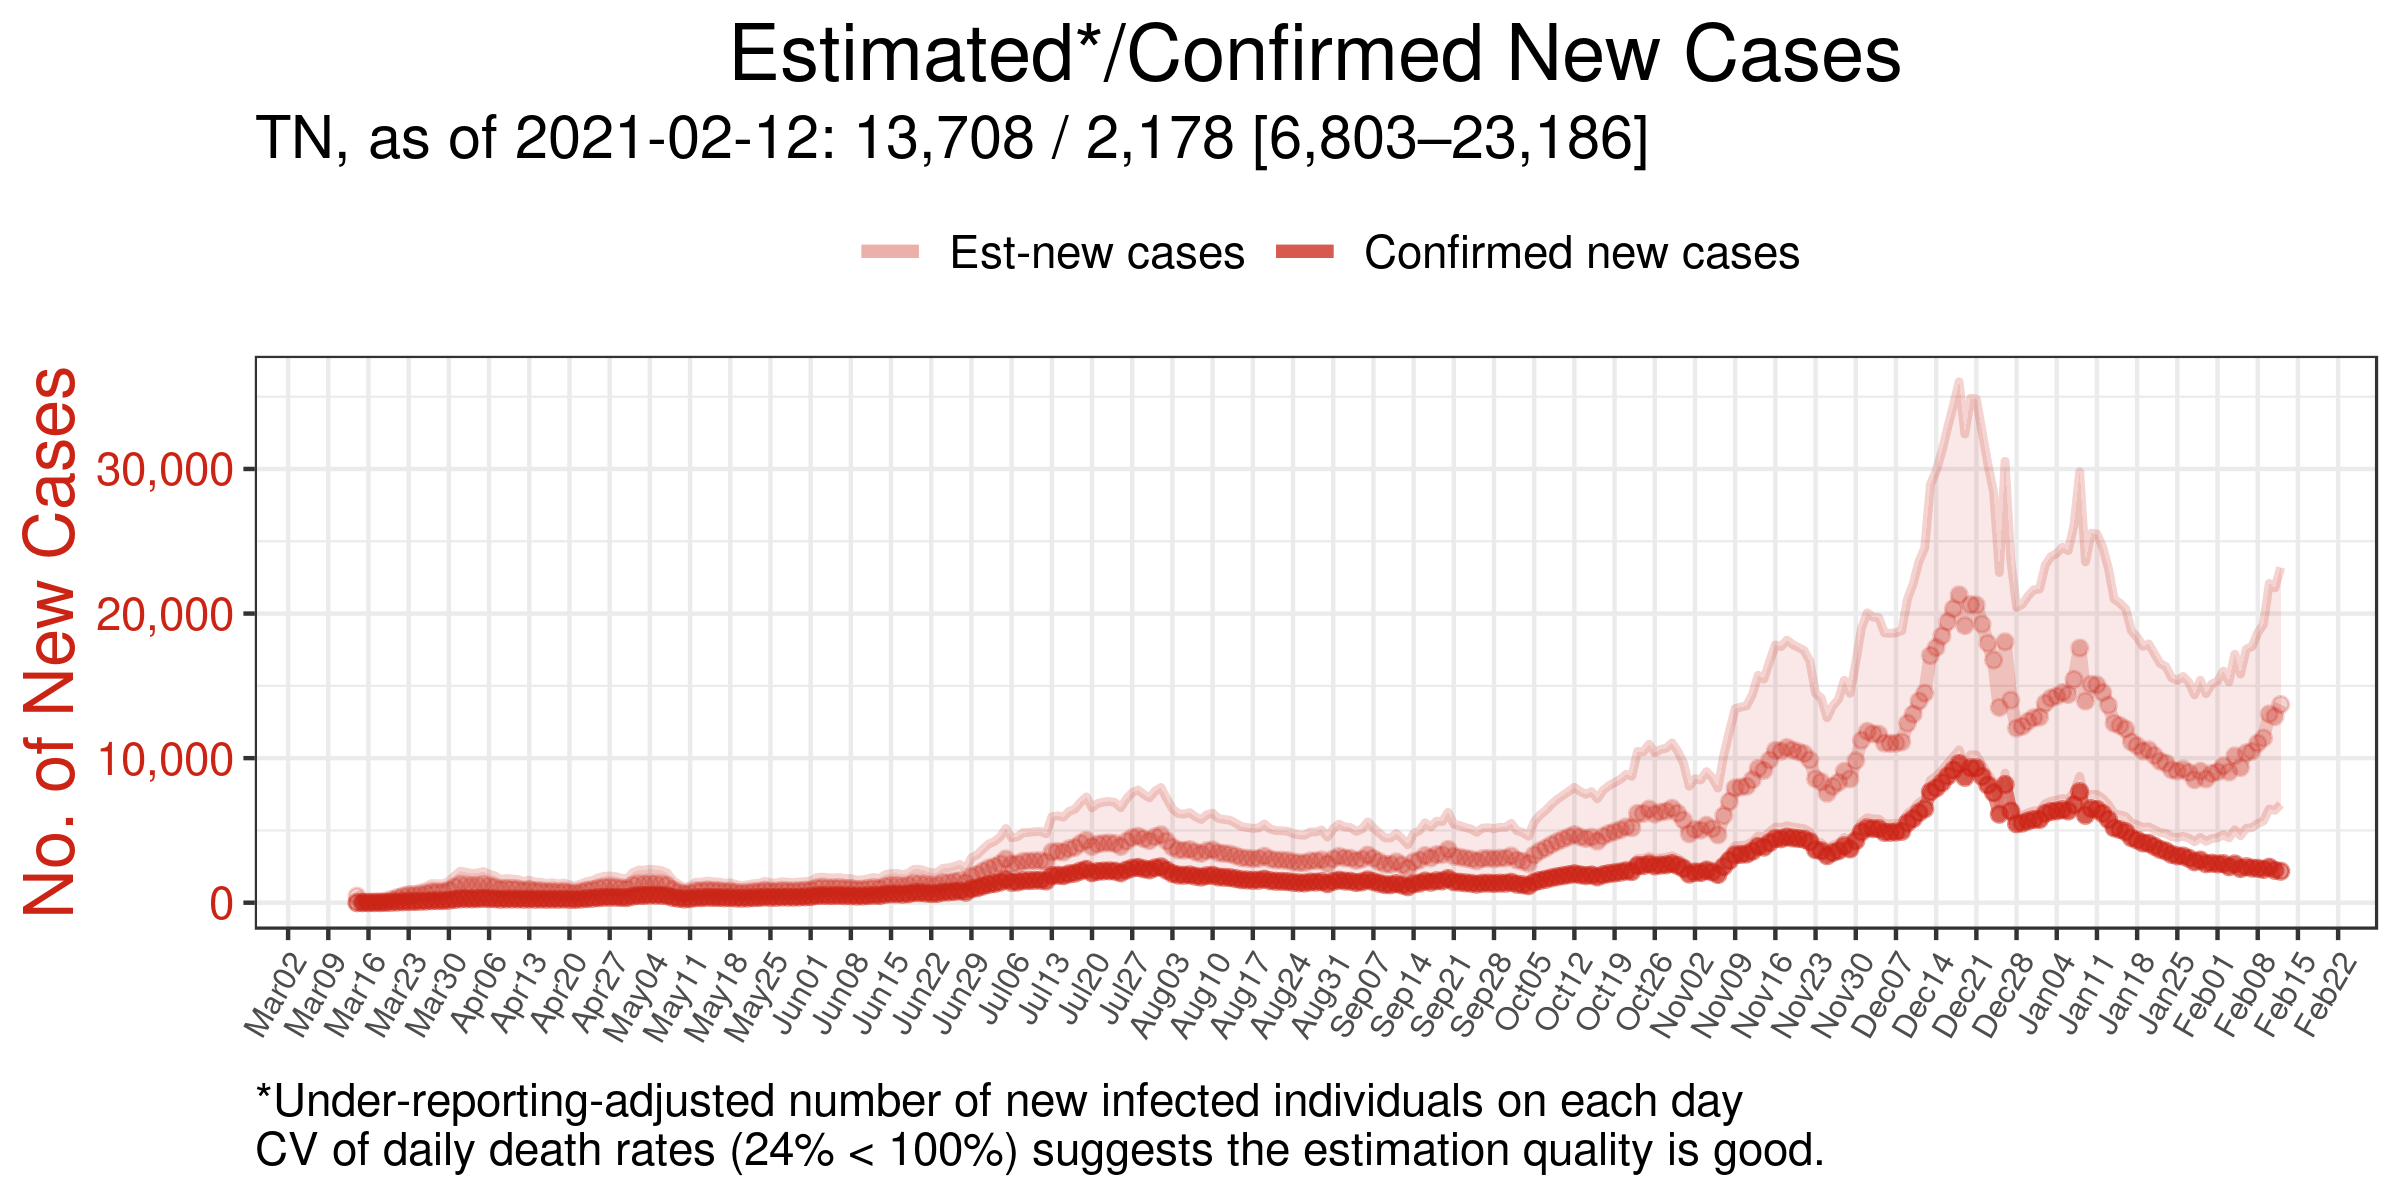 Estimated*/Confirmed New Cases
TN, as of 2021-02-12: 13,708 / 2,178 [6,803–23,186]
Est-new cases Confirmed new cases
No. of New Cases
30,000
20,000
10,000
0
Mar02 Mar09 Mar16 Mar23 Mar30 Apr06 Apr13 Apr20 Apr27 May04 May11 May18 May25 Jun01 Jun08 Jun15 Jun22 Jun29 Jul06 Jul13 Jul20 Jul27 Aug03 Aug10 Aug17 Aug24 Aug31 Sep07 Sep14 Sep21 Sep28 Oct05 Oct12 Oct19 Oct26 Nov02 Nov09 Nov16 Nov23 Nov30 Dec07 Dec14 Dec21 Dec28 Jan04 Jan11 Jan18 Jan25 Feb01 Feb08 Feb15 Feb22
*Under-reporting-adjusted number of new infected individuals on each day
CV of daily death rates (24% < 100%) suggests the estimation quality is good.